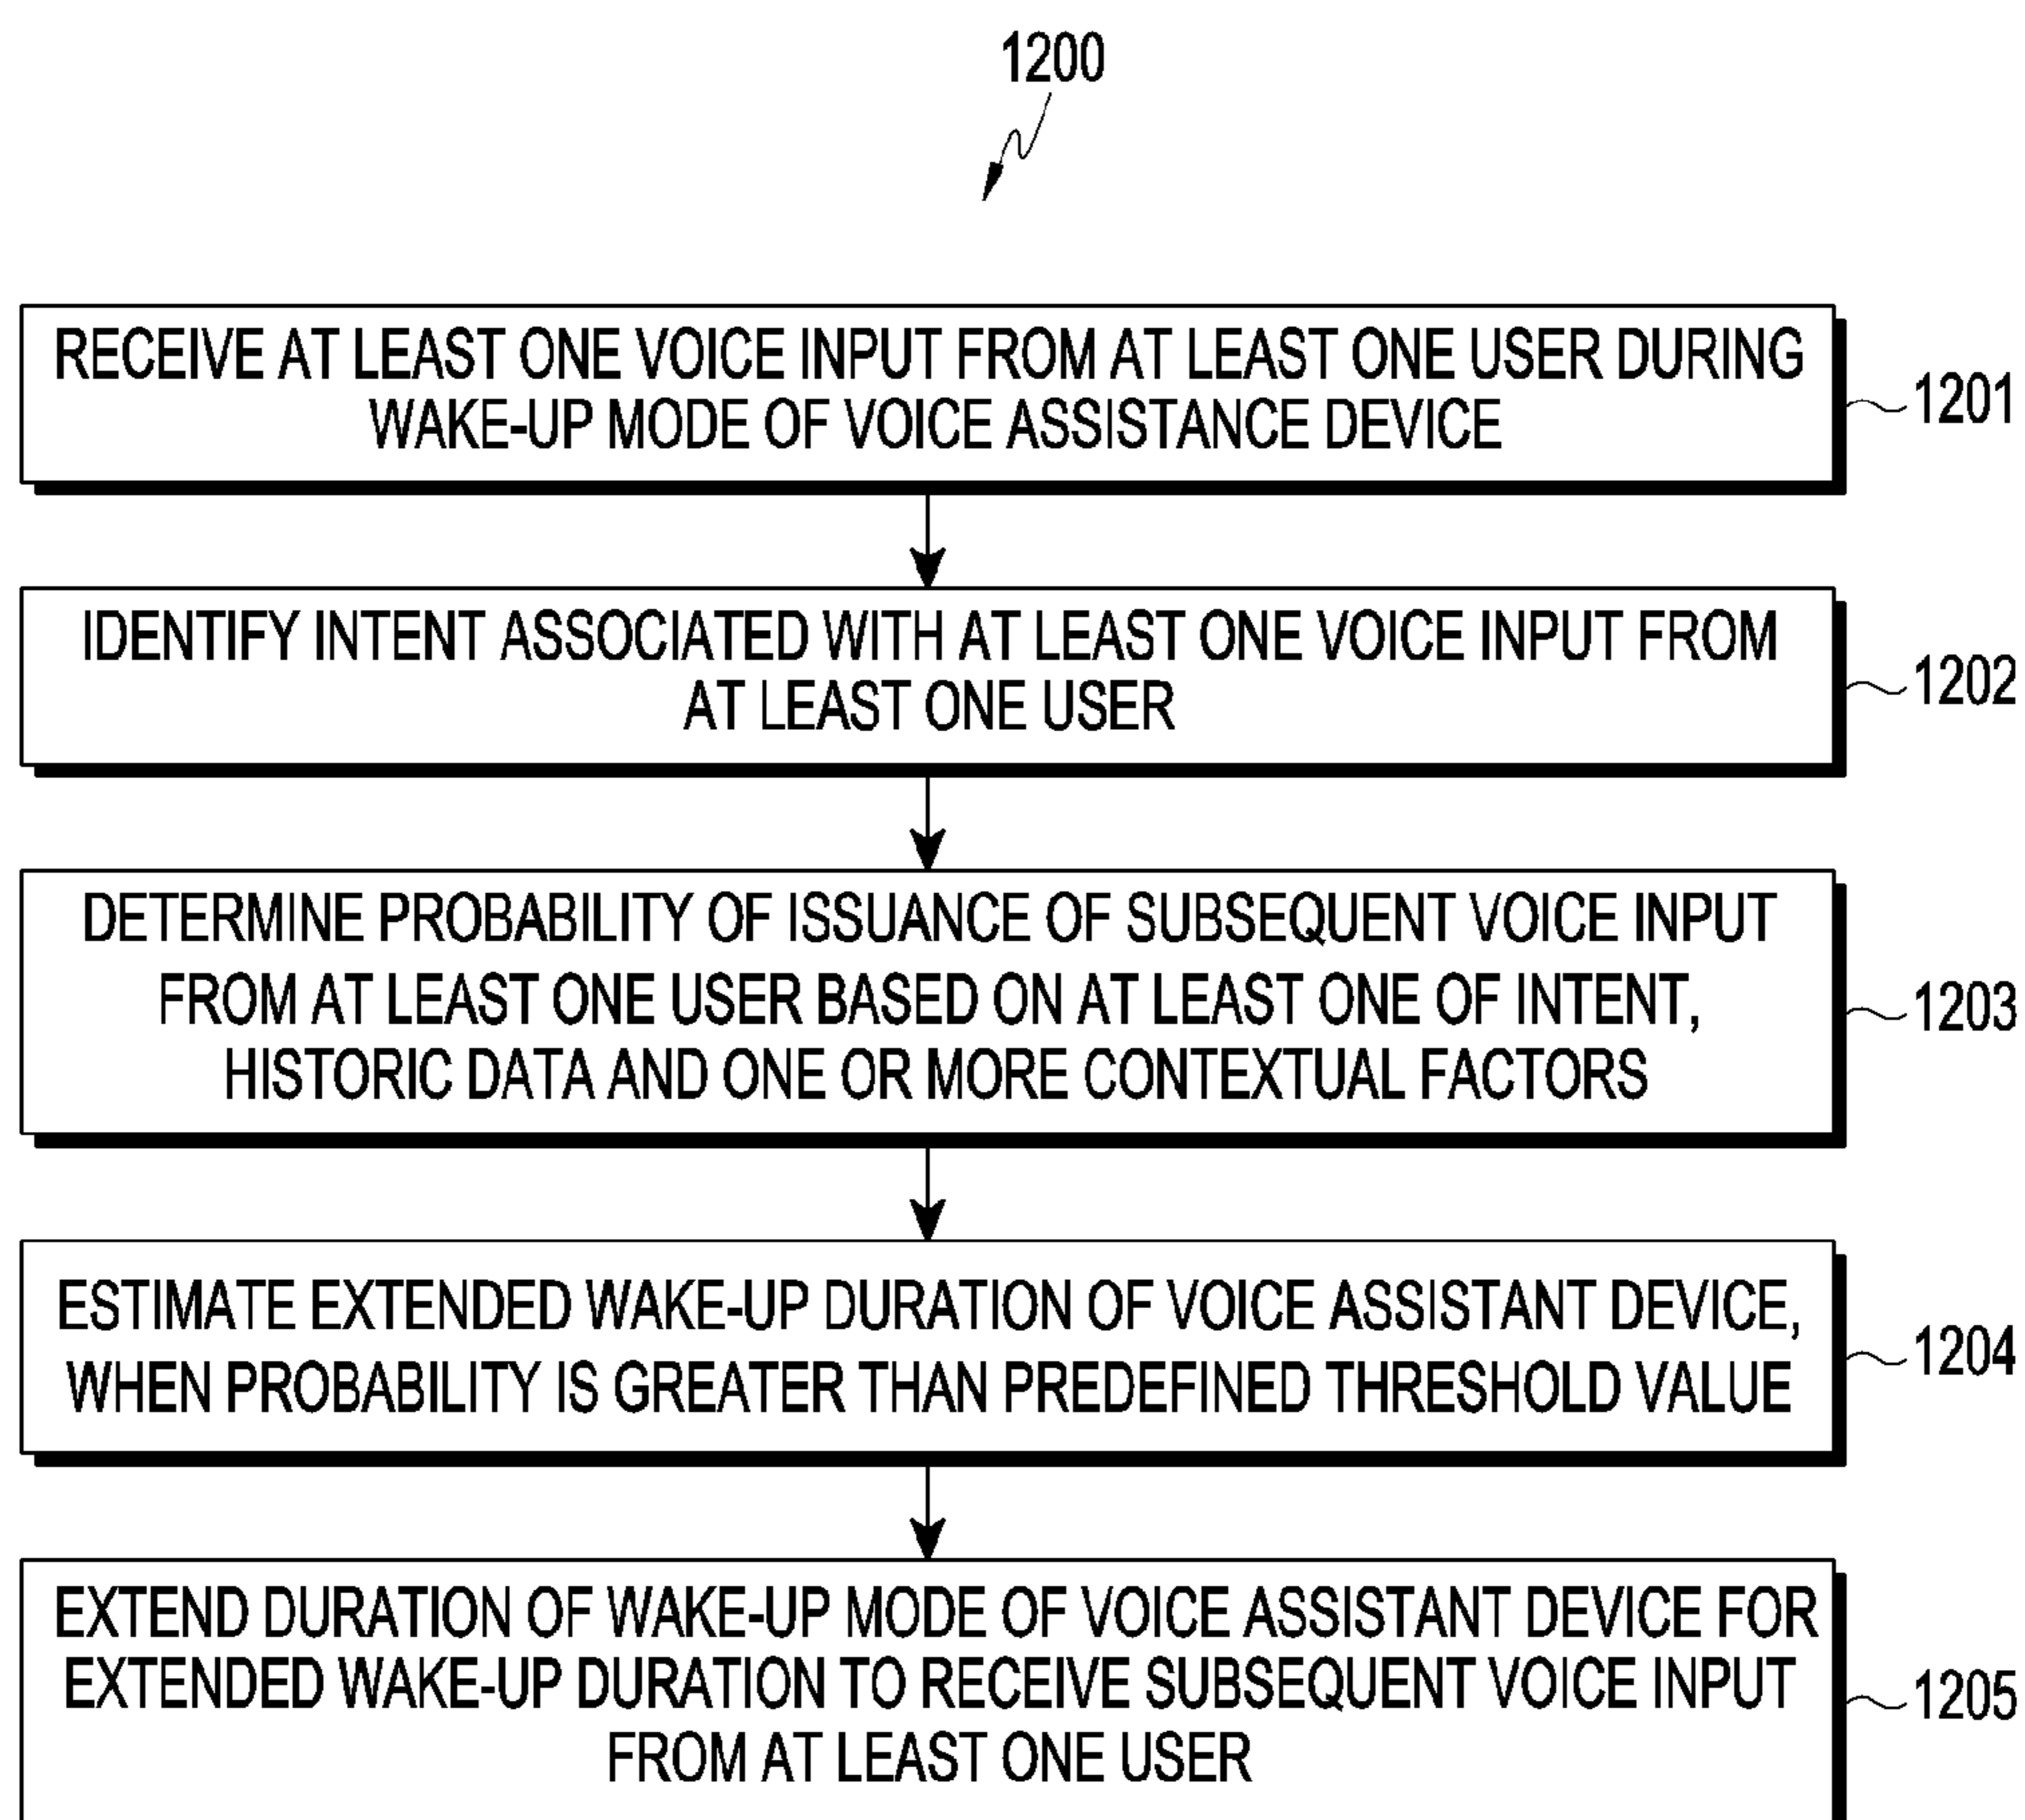 1200
RECEIVE AT LEAST ONE VOICE INPUT FROM AT LEAST ONE USER DURING
WAKE-UP MODE OF VOICE ASSISTANCE DEVICE
1201
IDENTIFY INTENT ASSOCIATED WITH AT LEAST ONE VOICE INPUT FROM
AT LEAST ONE USER
1202
DETERMINE PROBABILITY OF ISSUANCE OF SUBSEQUENT VOICE INPUT
FROM AT LEAST ONE USER BASED ON AT LEAST ONE OF INTENT,
HISTORIC DATA AND ONE OR MORE CONTEXTUAL FACTORS
1203
ESTIMATE EXTENDED WAKE-UP DURATION OF VOICE ASSISTANT DEVICE,
WHEN PROBABILITY IS GREATER THAN PREDEFINED THRESHOLD VALUE
1204
EXTEND DURATION OF WAKE-UP MODE OF VOICE ASSISTANT DEVICE FOR
EXTENDED WAKE-UP DURATION TO RECEIVE SUBSEQUENT VOICE INPUT
FROM AT LEAST ONE USER
1205